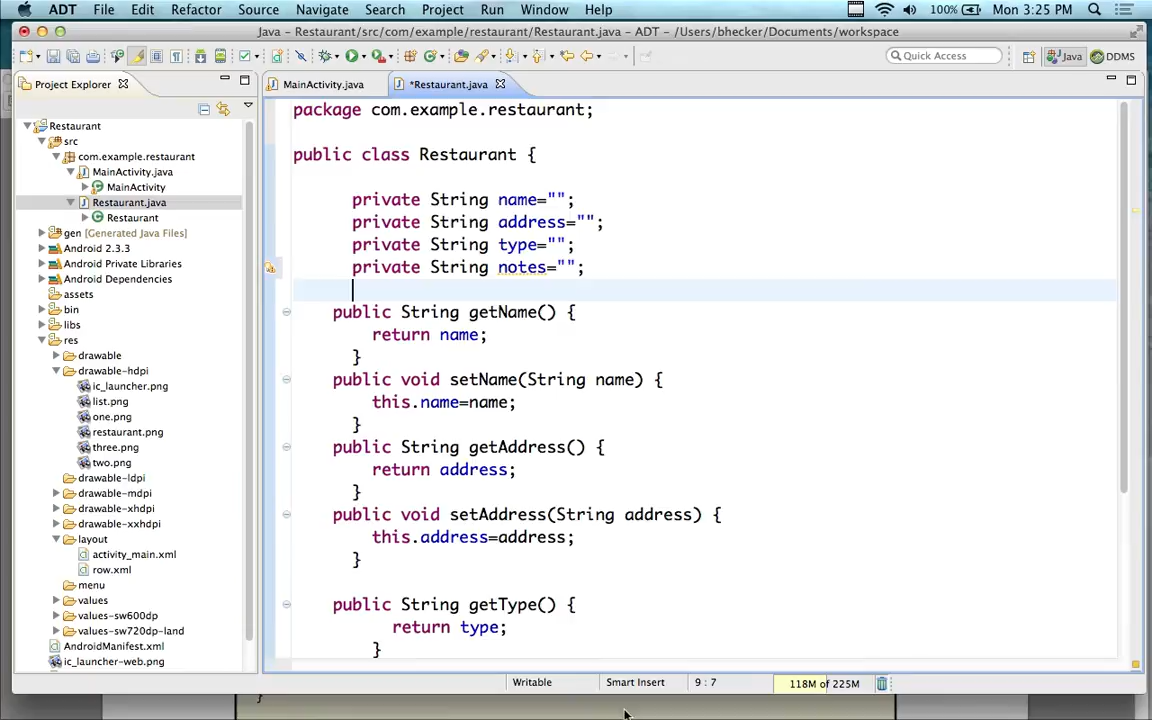 ADT File Edit Refactor Source Navigate Search Project Run Window Help 100% Mon 3:25 PM
Java - Restaurant/src/com/example/restaurant/Restaurant.java - ADT - /Users/bhecker/Documents/workspace
Quick Access Java DDMS
Project Explorer
MainActivity.java *Restaurant.java
Restaurant
src
com.example.restaurant
MainActivity.java
MainActivity
Restaurant.java
Restaurant
gen [Generated Java Files]
Android 2.3.3
Android Private Libraries
Android Dependencies
assets
bin
libs
res
drawable
drawable-hdpi
ic_launcher.png
list.png
one.png
restaurant.png
three.png
two.png
drawable-ldpi
drawable-mdpi
drawable-xhdpi
drawable-xxhdpi
layout
activity_main.xml
row.xml
menu
values
values-sw600dp
values-sw720dp-land
AndroidManifest.xml
ic_launcher-web.png
package com.example.restaurant;
public class Restaurant {
private String name="";
private String address="";
private String type="";
private String notes="";
public String getName() {
return name;
}
public void setName(String name) {
this.name=name;
}
public String getAddress() {
return address;
}
public void setAddress(String address) {
this.address=address;
}
public String getType() {
return type;
}
Writable Smart Insert 9 : 7 118M of 225M
}